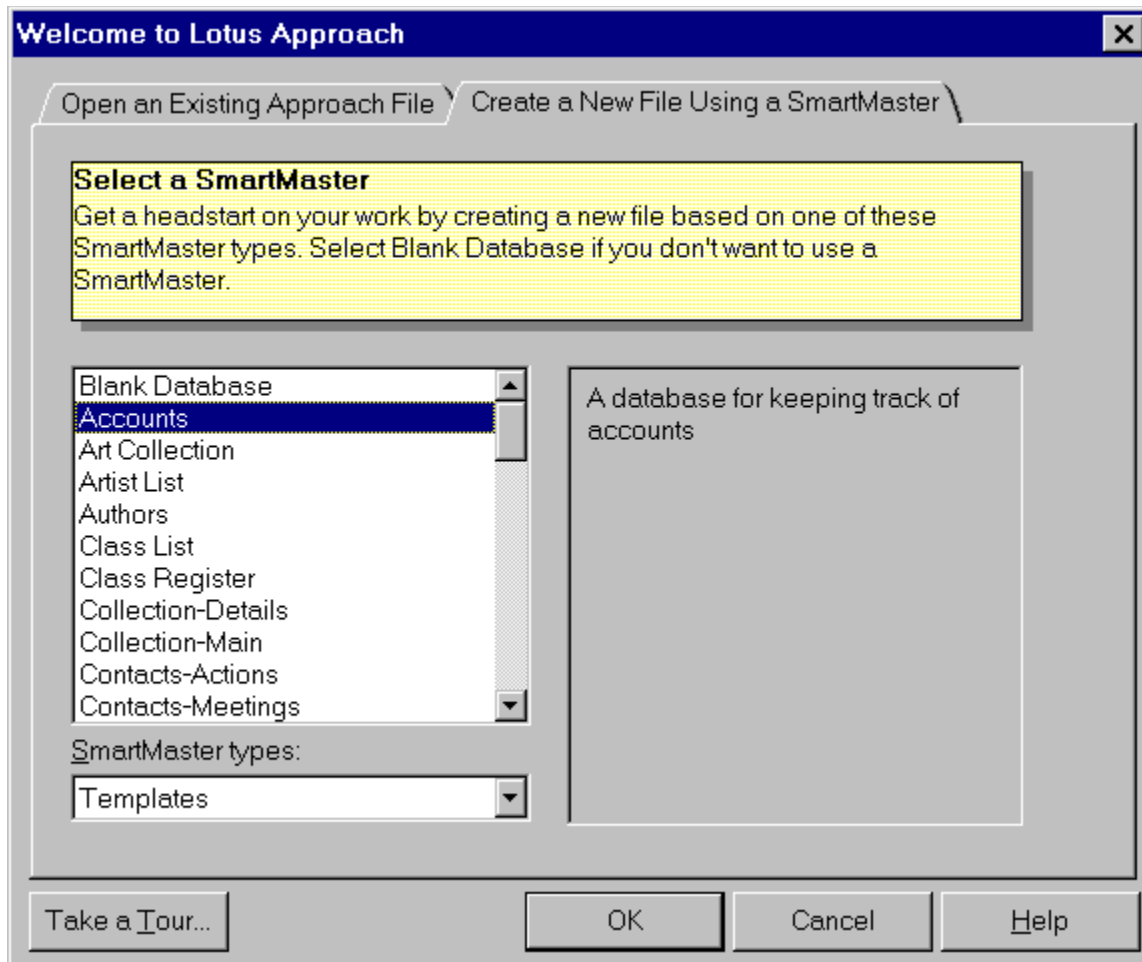 Welcome to Lotus Approach
Open an Existing Approach File
Create a New File Using a SmartMaster
Select a SmartMaster
Get a headstart on your work by creating a new file based on one of these
SmartMaster types. Select Blank Database if you don't want to use a
SmartMaster.
Blank Database
Accounts
Art Collection
Artist List
Authors
Class List
Class Register
Collection-Details
Collection-Main
Contacts-Actions
Contacts-Meetings
A database for keeping track of
accounts
SmartMaster types:
Templates
Take a Tour...
OK
Cancel
Help